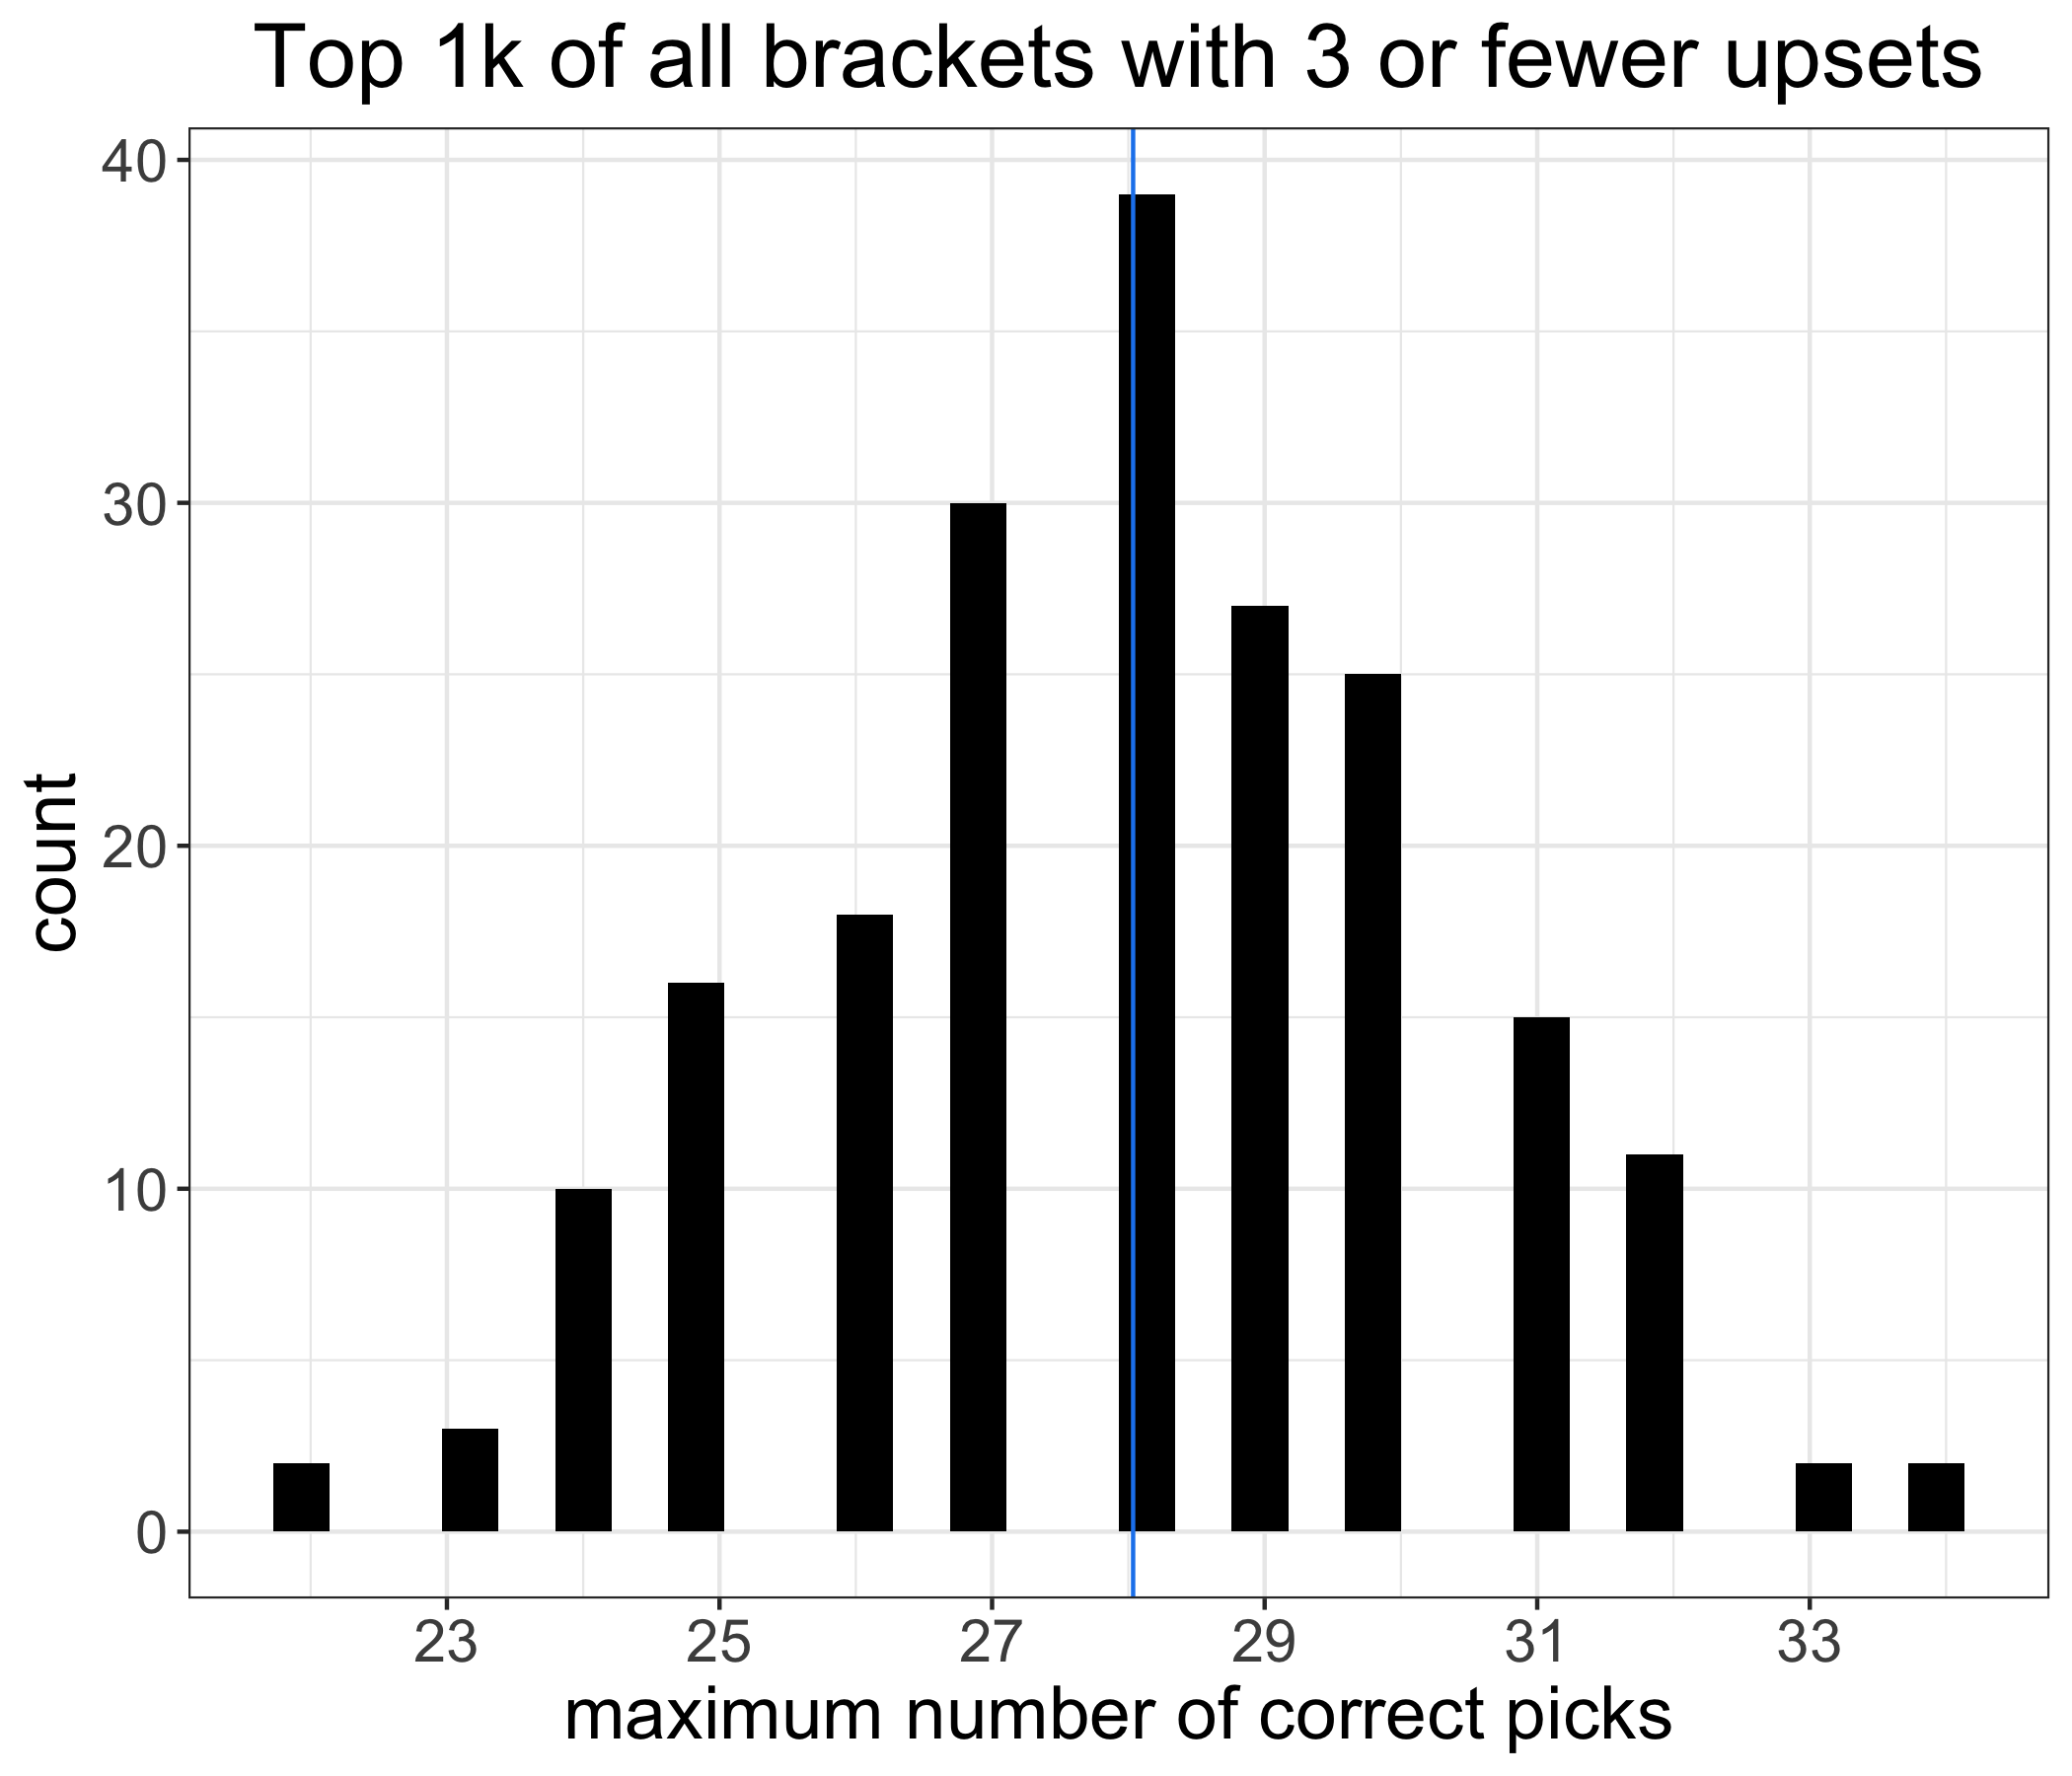 Top 1k of all brackets with 3 or fewer upsets
40
30
20
10
0
count
23 25 27 29 31 33
maximum number of correct picks